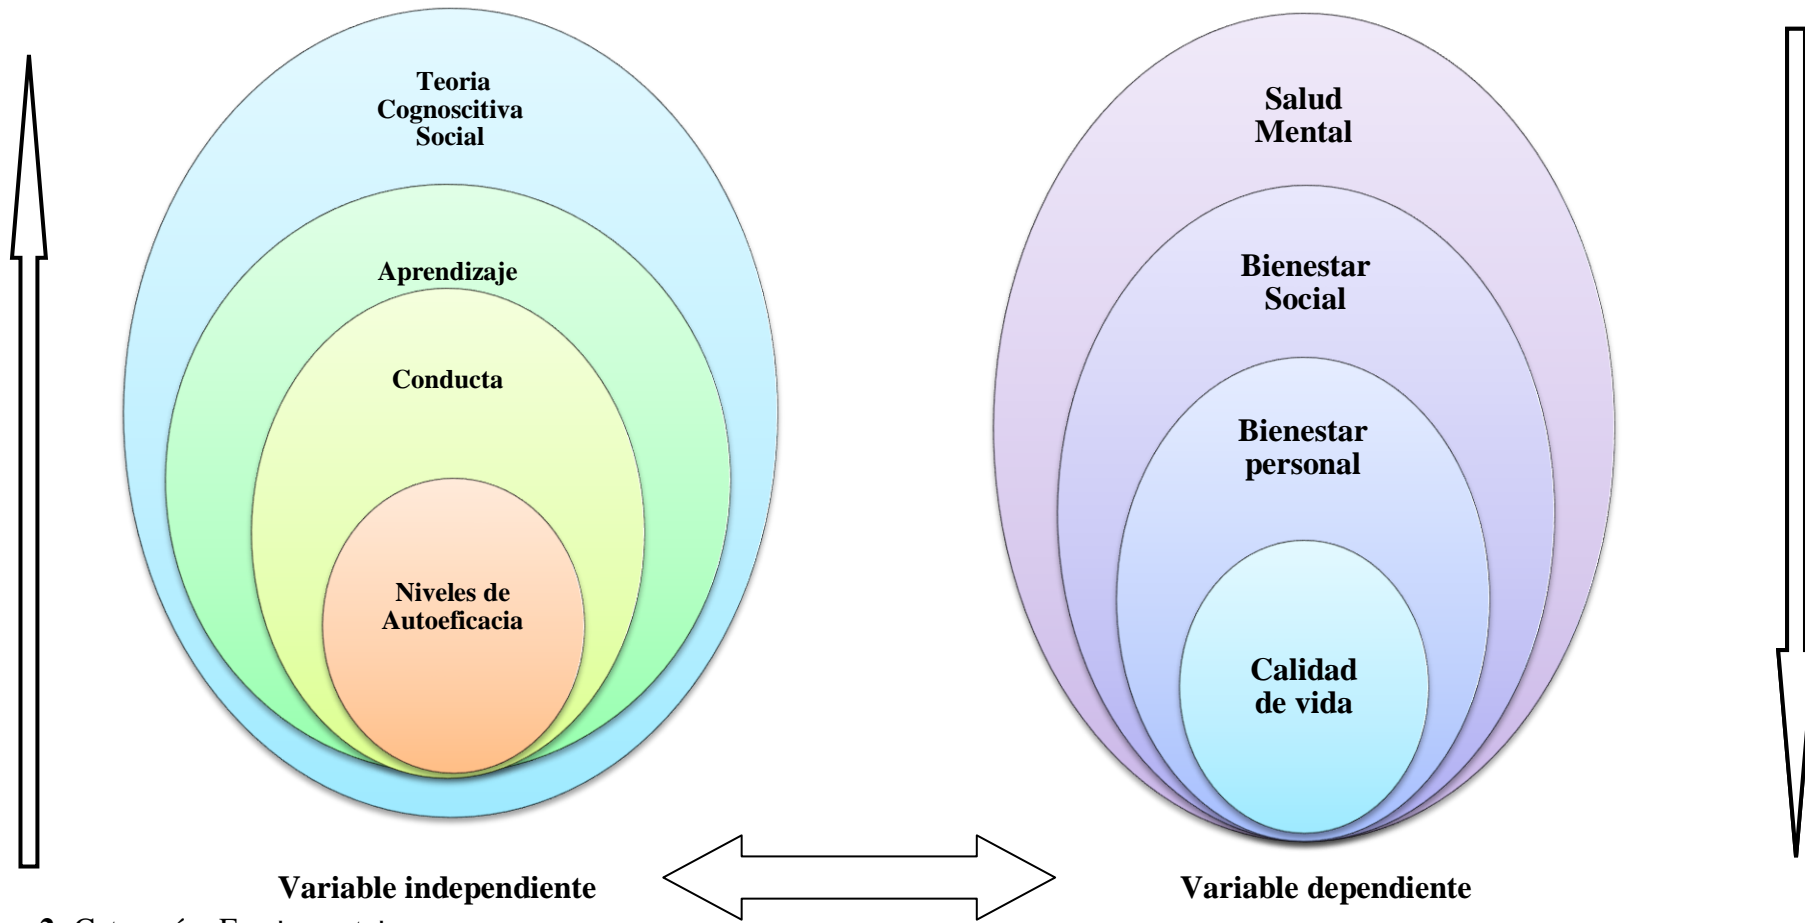 Teoria
Cognoscitiva
Social
Aprendizaje
Conducta
Niveles de
Autoeficacia
Salud
Mental
Bienestar
Social
Bienestar
personal
Calidad
de vida
Variable independiente
Variable dependiente